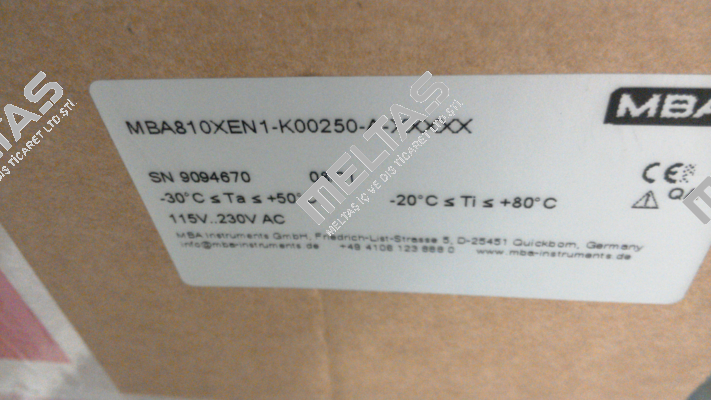 MBA
MBA810XEN1-K00250-A-XXXXX
SN 9094670
-30°C ≤ Ta ≤ +50°C
-20°C ≤ Ti ≤ +80°C
115V..230V AC
MBA Instruments GmbH, Friedrich-List-Strasse 5, D-25451 Quickborn, Germany
info@mba-instruments.de +49 4106 123 888 0 www.mba-instruments.de
CE
MELTAS
MELTAŞ İÇ VE DIŞ TİCARET LTD ŞTİ.